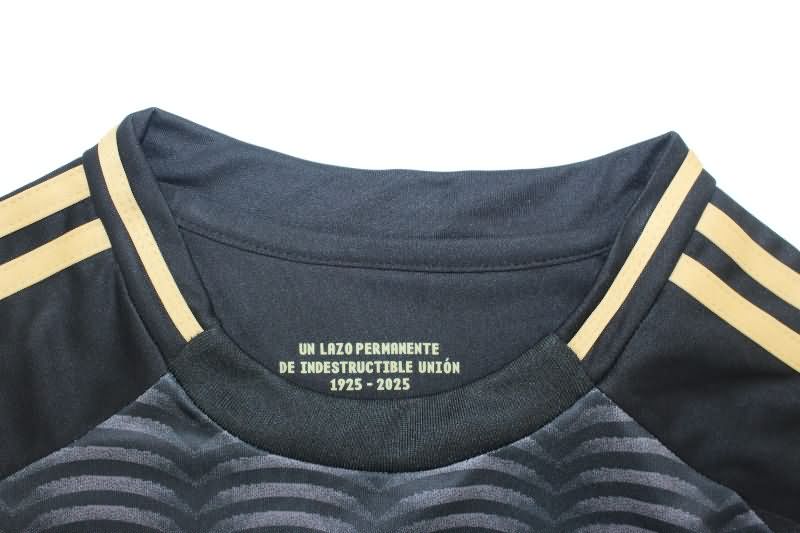 UN LAZO PERMANENTE
DE INDESTRUCTIBLE UNIÓN
1925 - 2025